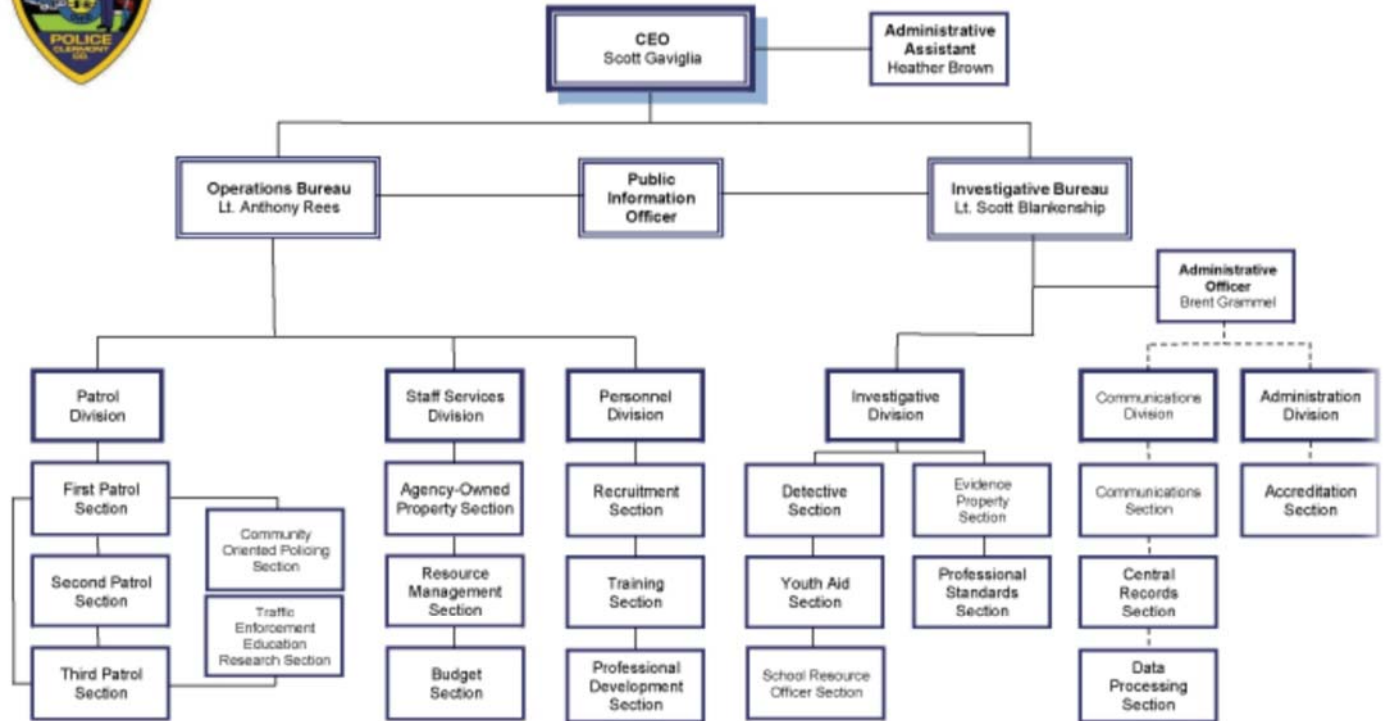 POLICE
CLERMONT
CO.
CEO
Scott Gaviglia
Administrative
Assistant
Heather Brown
Operations Bureau
Lt. Anthony Rees
Public
Information
Officer
Investigative Bureau
Lt. Scott Blankenship
Administrative
Officer
Brent Grammel
Patrol
Division
Staff Services
Division
Personnel
Division
Investigative
Division
Communications
Division
Administration
Division
First Patrol
Section
Community
Oriented Policing
Section
Agency-Owned
Property Section
Recruitment
Section
Detective
Section
Evidence
Property
Section
Communications
Section
Accreditation
Section
Second Patrol
Section
Traffic
Enforcement
Education
Research Section
Resource
Management
Section
Training
Section
Youth Aid
Section
Professional
Standards
Section
Central
Records
Section
Third Patrol
Section
Budget
Section
Professional
Development
Section
School Resource
Officer Section
Data
Processing
Section